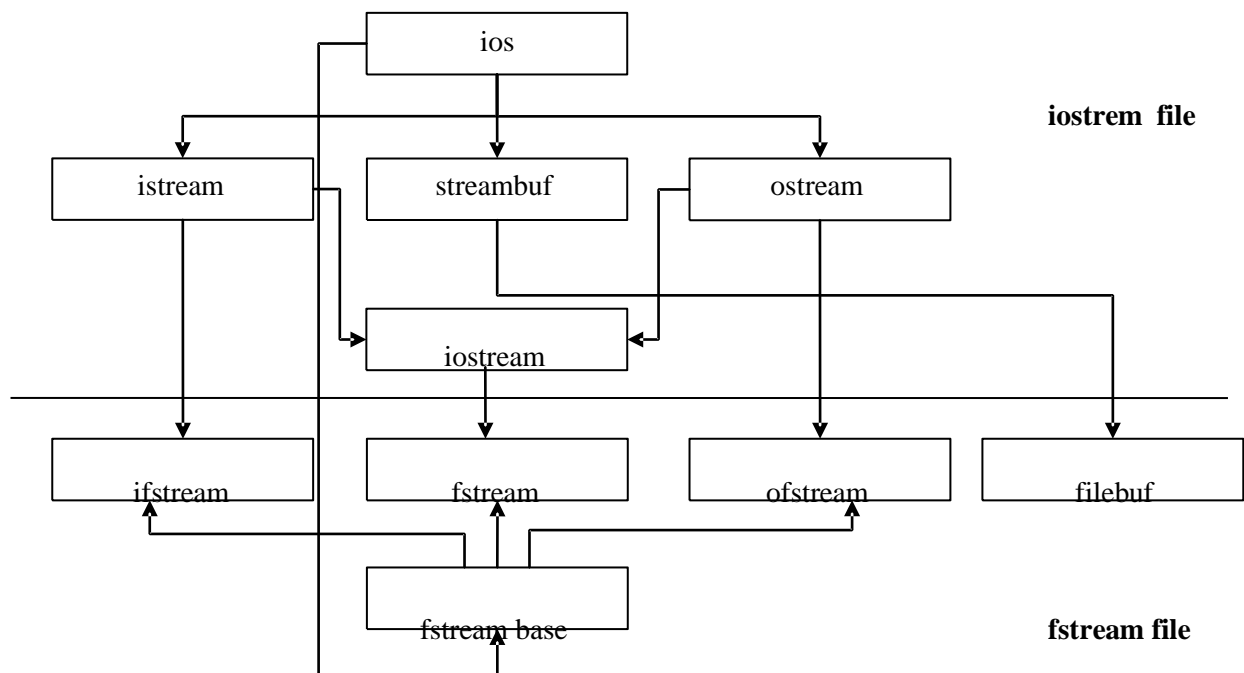 ios
iostrem file
istream
streambuf
ostream
iostream
ifstream
fstream
ofstream
filebuf
fstream base
fstream file